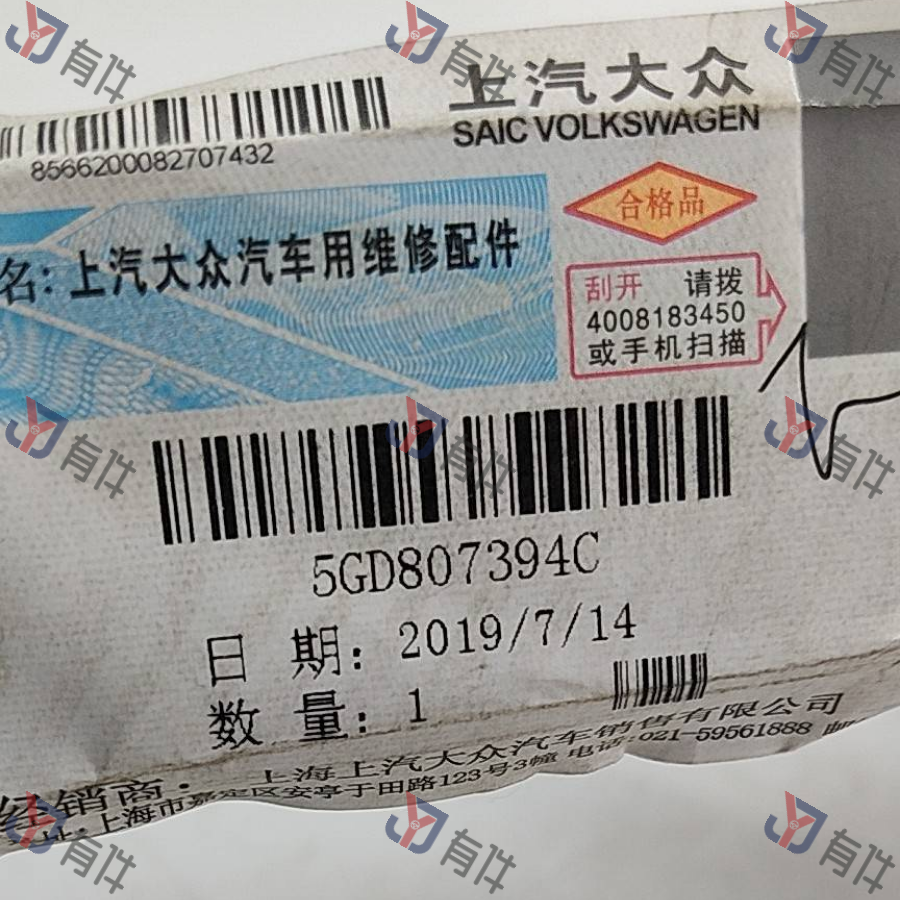 上汽大众
SAIC VOLKSWAGEN
8566200082707432
合格品
名：上汽大众汽车用维修配件
刮开 请拨
4008183450
或手机扫描
5GD807394C
日 期：2019/7/14
数 量：1
经销商：上海上汽大众汽车销售有限公司
址：上海市嘉定区安亭于田路123号3幢 电话：021-59561888 邮
有件
有件
有件
有件
有件
有件
有件
有件
有件